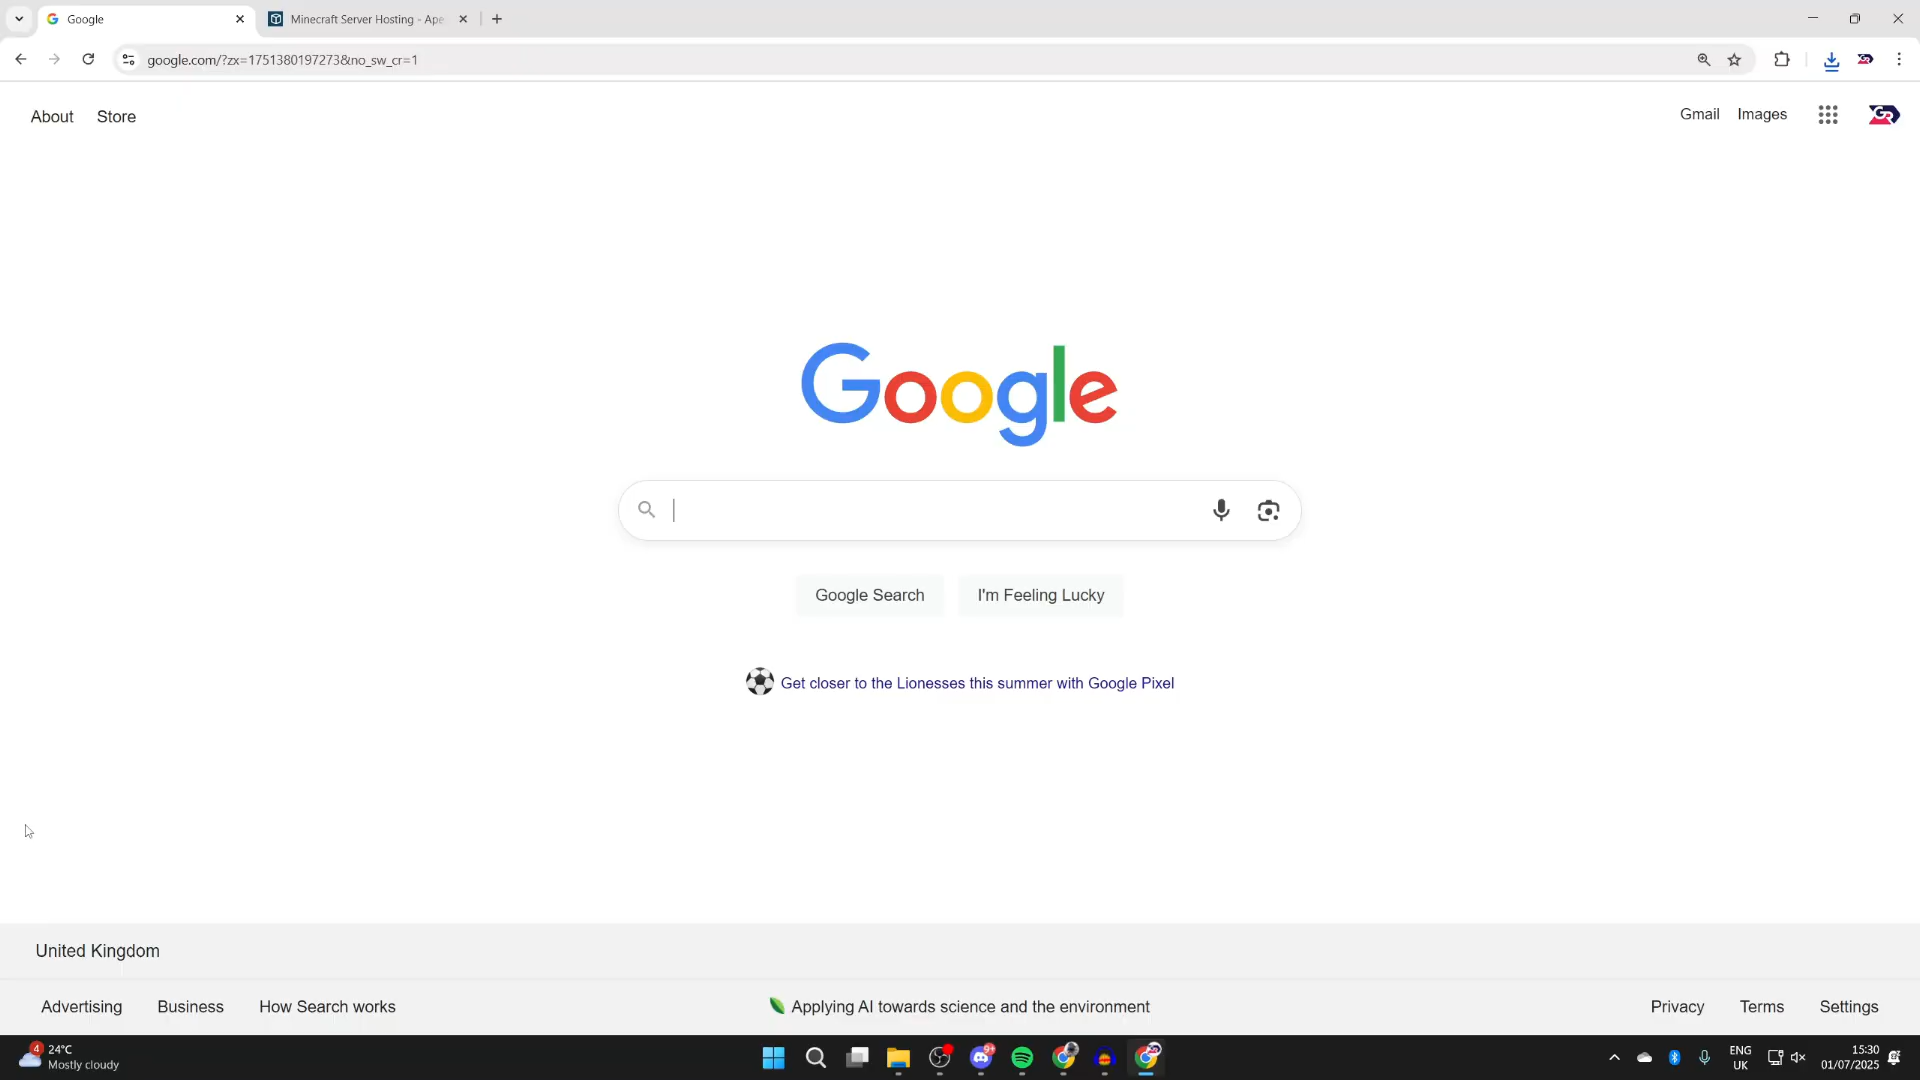 Google
Minecraft Server Hosting - Ape
google.com/?zx=1751380197273&no_sw_cr=1
About
Store
Gmail
Images
Google
Google Search
I'm Feeling Lucky
Get closer to the Lionesses this summer with Google Pixel
United Kingdom
Advertising
Business
How Search works
Applying AI towards science and the environment
Privacy
Terms
Settings
4
24°C
Mostly cloudy
9+
ENG
UK
15:30
01/07/2025